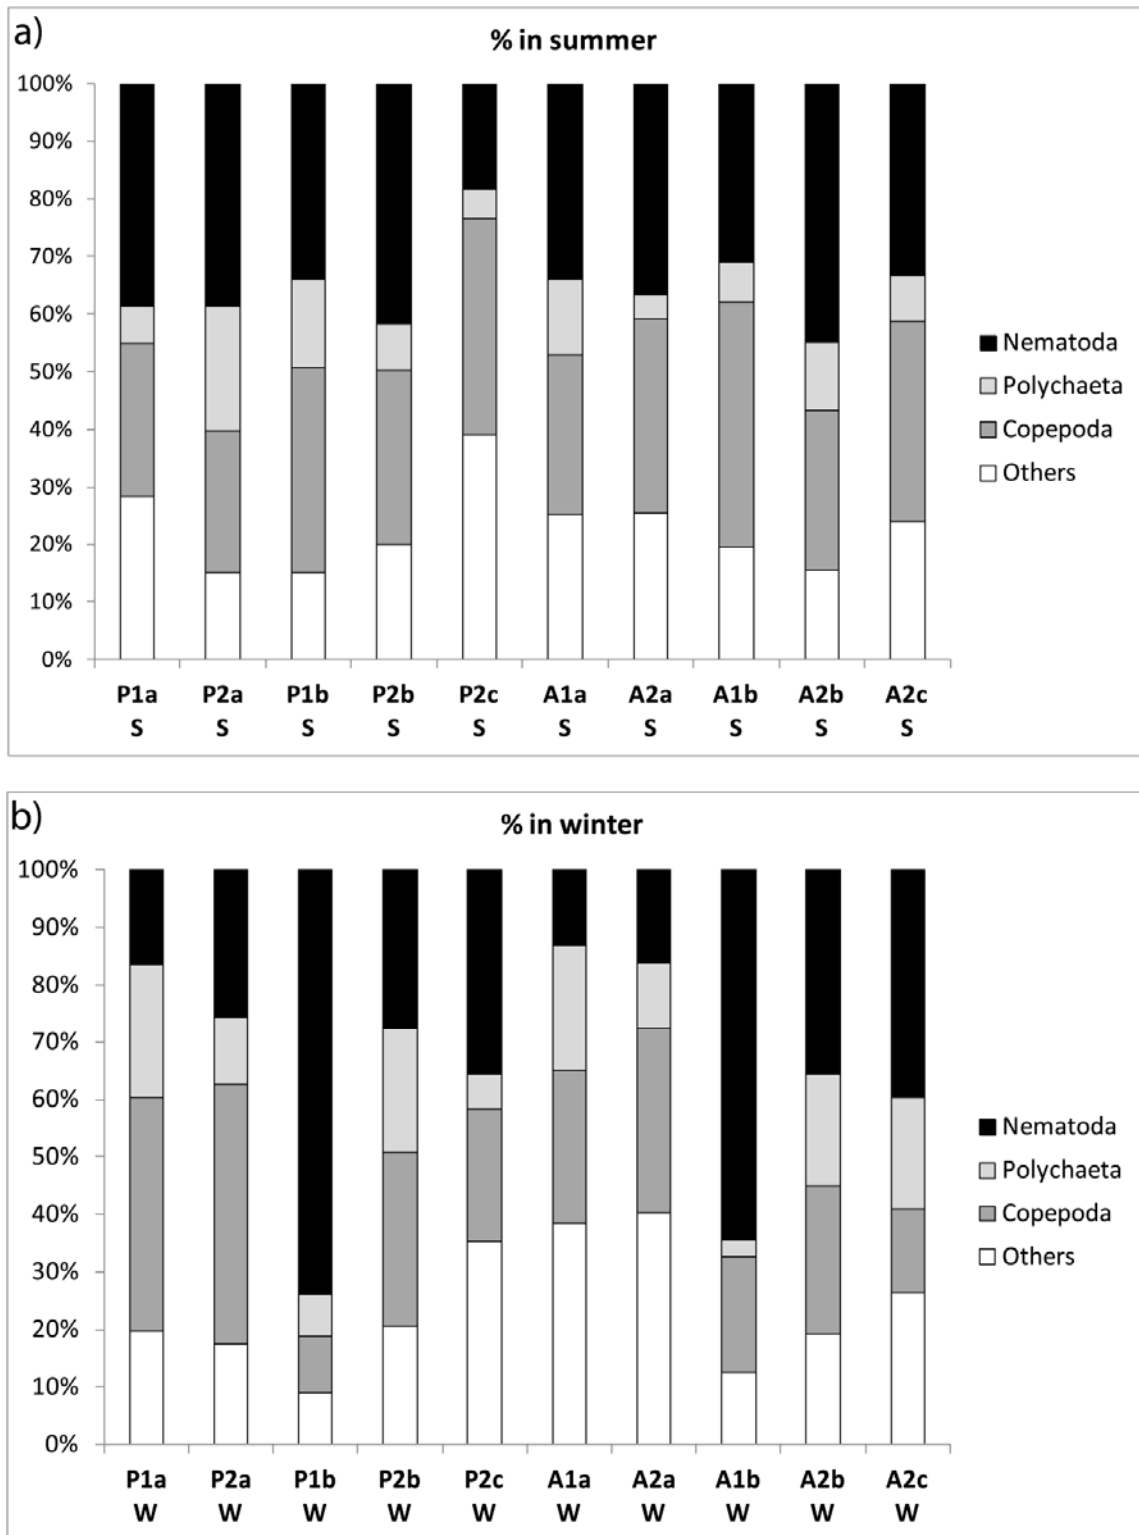 a)
% in summer
100%
90%
80%
70%
60%
50%
40%
30%
20%
10%
0%
P1a P2a P1b P2b P2c A1a A2a A1b A2b A2c
S S S S S S S S S S
Nematoda
Polychaeta
Copepoda
Others
b)
% in winter
100%
90%
80%
70%
60%
50%
40%
30%
20%
10%
0%
P1a P2a P1b P2b P2c A1a A2a A1b A2b A2c
W W W W W W W W W W
Nematoda
Polychaeta
Copepoda
Others